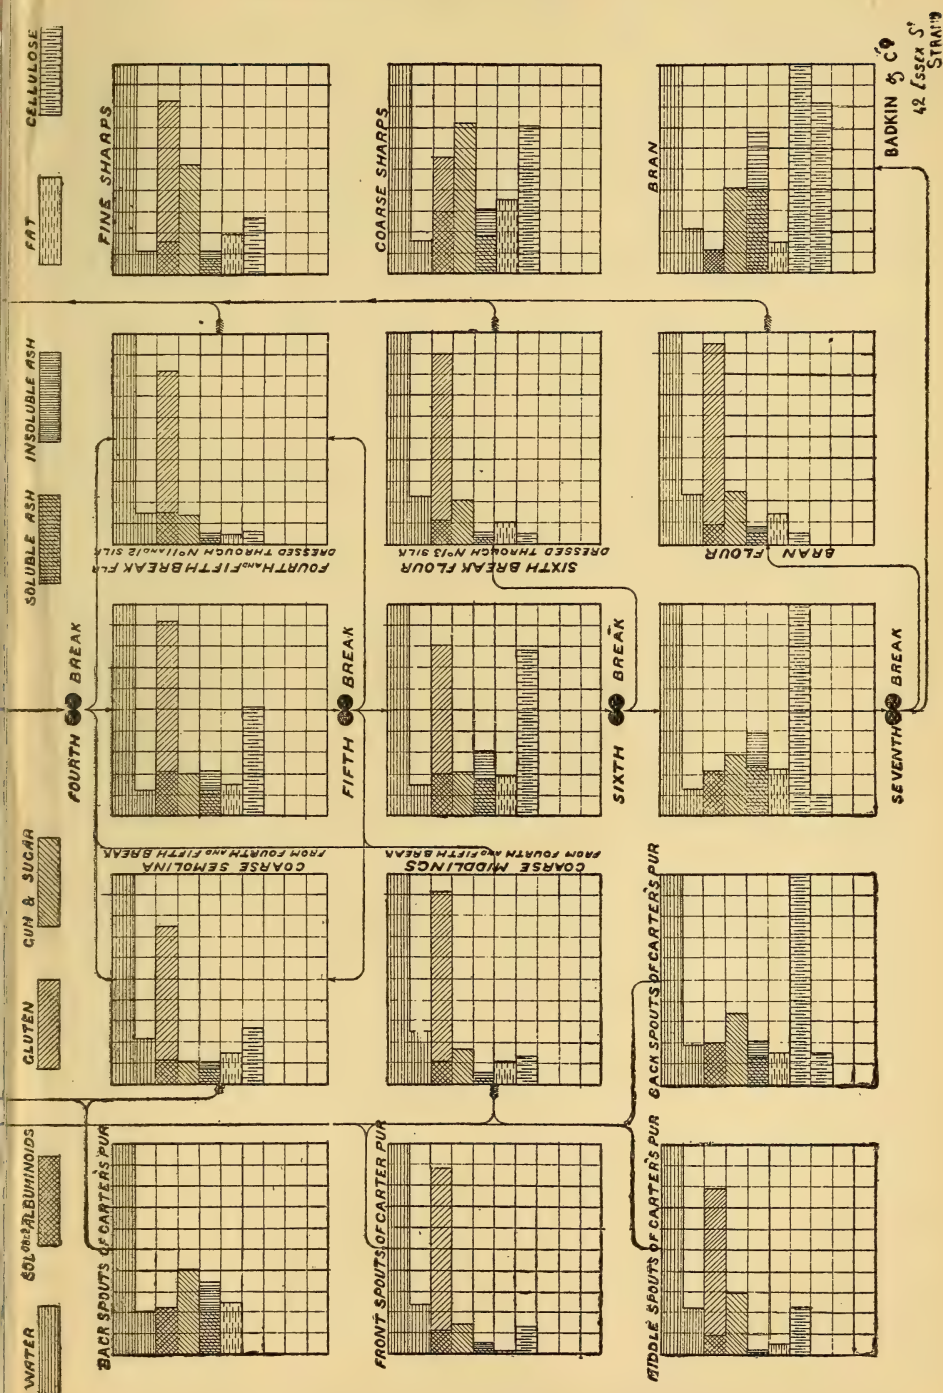 WATER
SOLᵁᴮᴸᴱ ALBUMINOIDS
GLUTEN
GUM & SUGAR
SOLUBLE ASH
INSOLUBLE ASH
FAT
CELLULOSE
BACK SPOUTS OF CARTER'S PUR
COARSE SEMOLINA
FROM FOURTH AND FIFTH BREAK
FOURTH BREAK
FOURTH AND FIFTH BREAK FLR
DRESSED THROUGH Nº 11 AND 12 SILK
FINE SHARPS
FRONT SPOUTS, OF CARTER PUR
COARSE MIDDLINGS
FROM FOURTH AND FIFTH BREAK
FIFTH BREAK
SIXTH BREAK FLOUR
DRESSED THROUGH Nº 13 SILK
COARSE SHARPS
MIDDLE SPOUTS OF CARTER'S PUR
BACK SPOUTS OF CARTER'S PUR
SIXTH BREAK
BRAN FLOUR
BRAN
SEVENTH BREAK
BADKIN & Cº
42 ESSEX Sᵗ
STRAND